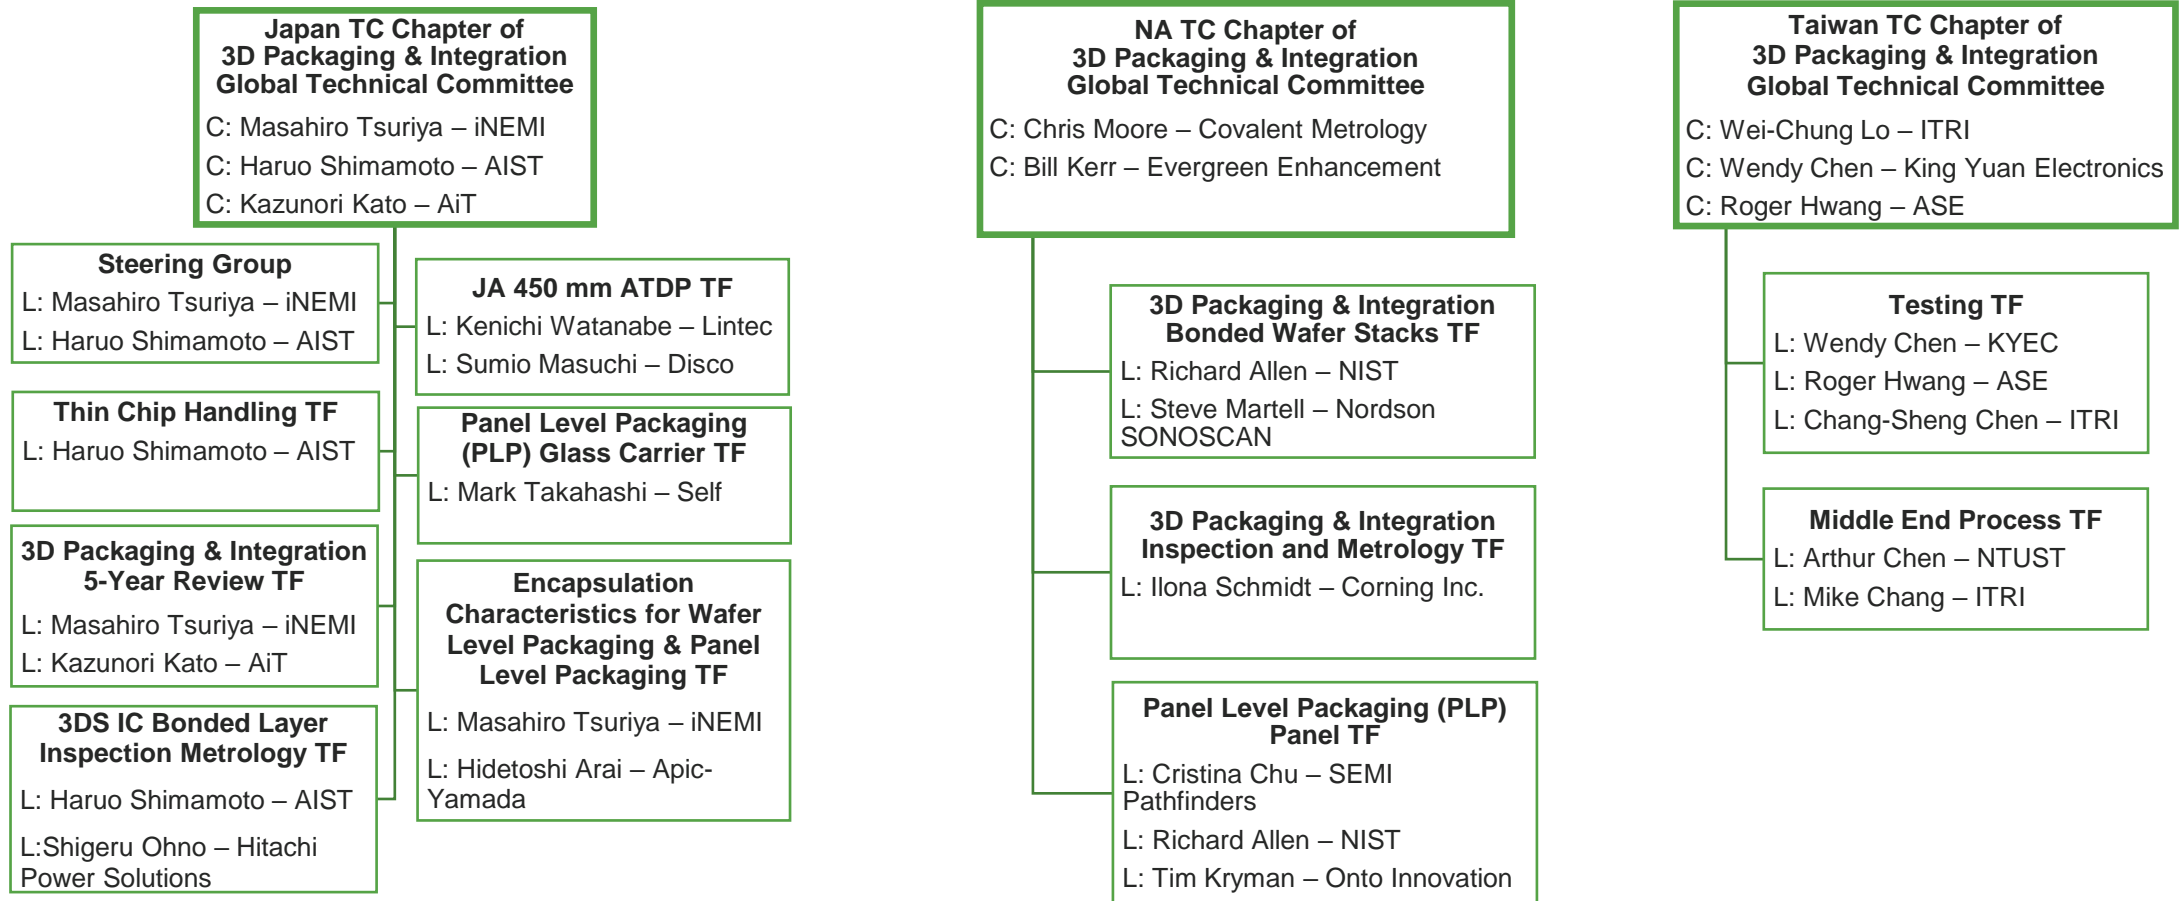 Japan TC Chapter of
3D Packaging & Integration
Global Technical Committee
C: Masahiro Tsuriya – iNEMI
C: Haruo Shimamoto – AIST
C: Kazunori Kato – AiT
Steering Group
L: Masahiro Tsuriya – iNEMI
L: Haruo Shimamoto – AIST
Thin Chip Handling TF
L: Haruo Shimamoto – AIST
3D Packaging & Integration
5-Year Review TF
L: Masahiro Tsuriya – iNEMI
L: Kazunori Kato – AiT
3DS IC Bonded Layer
Inspection Metrology TF
L: Haruo Shimamoto – AIST
L:Shigeru Ohno – Hitachi
Power Solutions
JA 450 mm ATDP TF
L: Kenichi Watanabe – Lintec
L: Sumio Masuchi – Disco
Panel Level Packaging
(PLP) Glass Carrier TF
L: Mark Takahashi – Self
Encapsulation
Characteristics for Wafer
Level Packaging & Panel
Level Packaging TF
L: Masahiro Tsuriya – iNEMI
L: Hidetoshi Arai – Apic-
Yamada
NA TC Chapter of
3D Packaging & Integration
Global Technical Committee
C: Chris Moore – Covalent Metrology
C: Bill Kerr – Evergreen Enhancement
3D Packaging & Integration
Bonded Wafer Stacks TF
L: Richard Allen – NIST
L: Steve Martell – Nordson
SONOSCAN
3D Packaging & Integration
Inspection and Metrology TF
L: Ilona Schmidt – Corning Inc.
Panel Level Packaging (PLP)
Panel TF
L: Cristina Chu – SEMI
Pathfinders
L: Richard Allen – NIST
L: Tim Kryman – Onto Innovation
Taiwan TC Chapter of
3D Packaging & Integration
Global Technical Committee
C: Wei-Chung Lo – ITRI
C: Wendy Chen – King Yuan Electronics
C: Roger Hwang – ASE
Testing TF
L: Wendy Chen – KYEC
L: Roger Hwang – ASE
L: Chang-Sheng Chen – ITRI
Middle End Process TF
L: Arthur Chen – NTUST
L: Mike Chang – ITRI